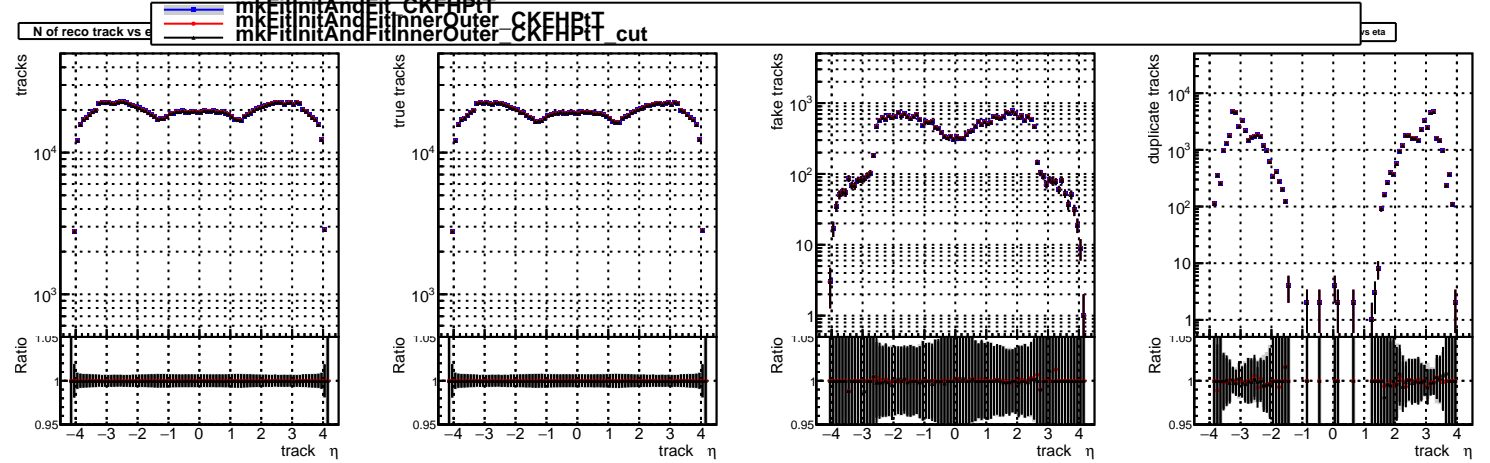 mkFitInitAndFit_CKFHPtT
mkFitInitAndFitInnerOuter_CKFHPtT
mkFitInitAndFitInnerOuter_CKFHPtT_cut
N of reco track vs e
vs eta
tracks
10⁴
10³
Ratio
1.05
1
0.95
−4 −3 −2 −1 0 1 2 3 4
track η
true tracks
10⁴
10³
Ratio
1.05
1
0.95
−4 −3 −2 −1 0 1 2 3 4
track η
fake tracks
10³
10²
10
1
Ratio
1.05
1
0.95
−4 −3 −2 −1 0 1 2 3 4
track η
duplicate tracks
10⁴
10³
10²
10
1
Ratio
1.05
1
0.95
−4 −3 −2 −1 0 1 2 3 4
track η